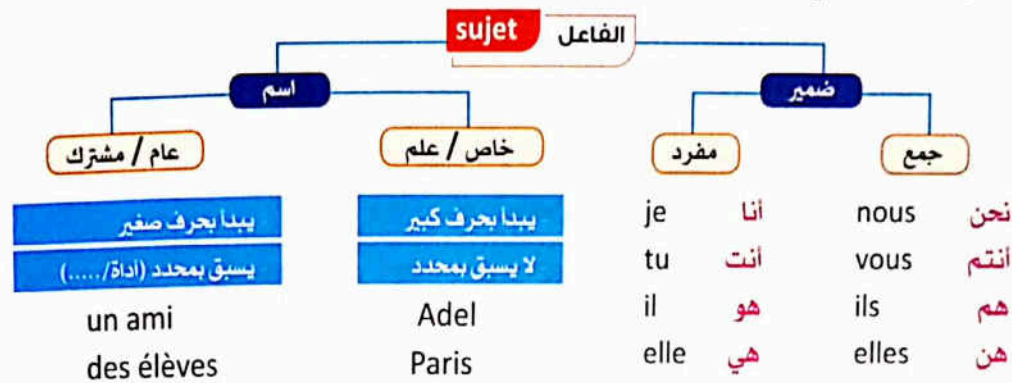 الفاعل sujet
ضمير
اسم
جمع
مفرد
خاص / علم
عام / مشترك
نحن nous
أنتم vous
هم ils
هن elles
أنا je
أنت tu
هو il
هي elle
يبدأ بحرف كبير
لا يسبق بمحدد
Adel
Paris
يبدأ بحرف صغير
يسبق بمحدد (أداة/.....)
un ami
des élèves